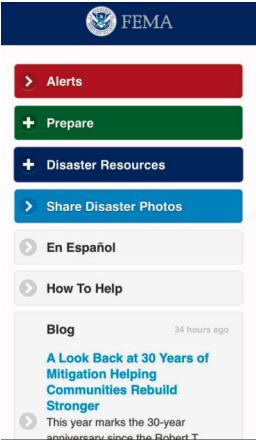 FEMA
Alerts
Prepare
Disaster Resources
Share Disaster Photos
En Español
How To Help
Blog
34 hours ago
A Look Back at 30 Years of
Mitigation Helping
Communities Rebuild
Stronger
This year marks the 30-year
anniversary since the Robert T.